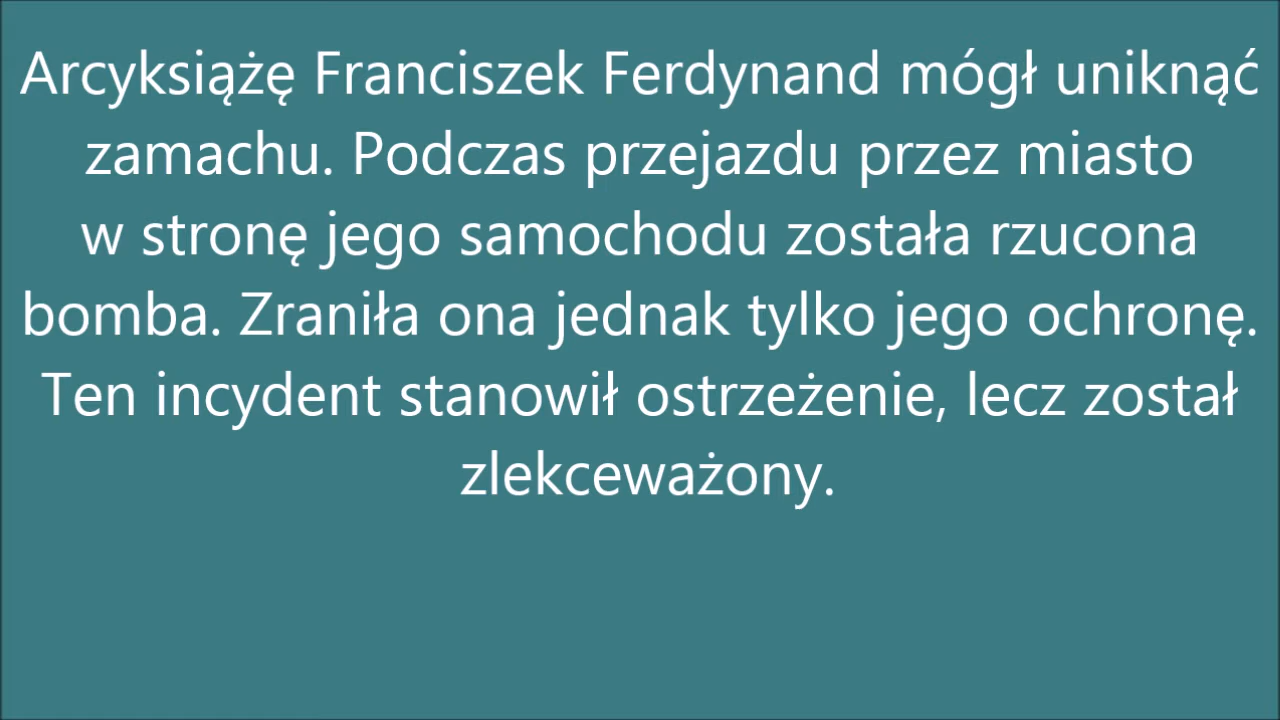 Arcyksiążę Franciszek Ferdynand mógł uniknąć
zamachu. Podczas przejazdu przez miasto
w stronę jego samochodu została rzucona
bomba. Zraniła ona jednak tylko jego ochronę.
Ten incydent stanowił ostrzeżenie, lecz został
zlekceważony.